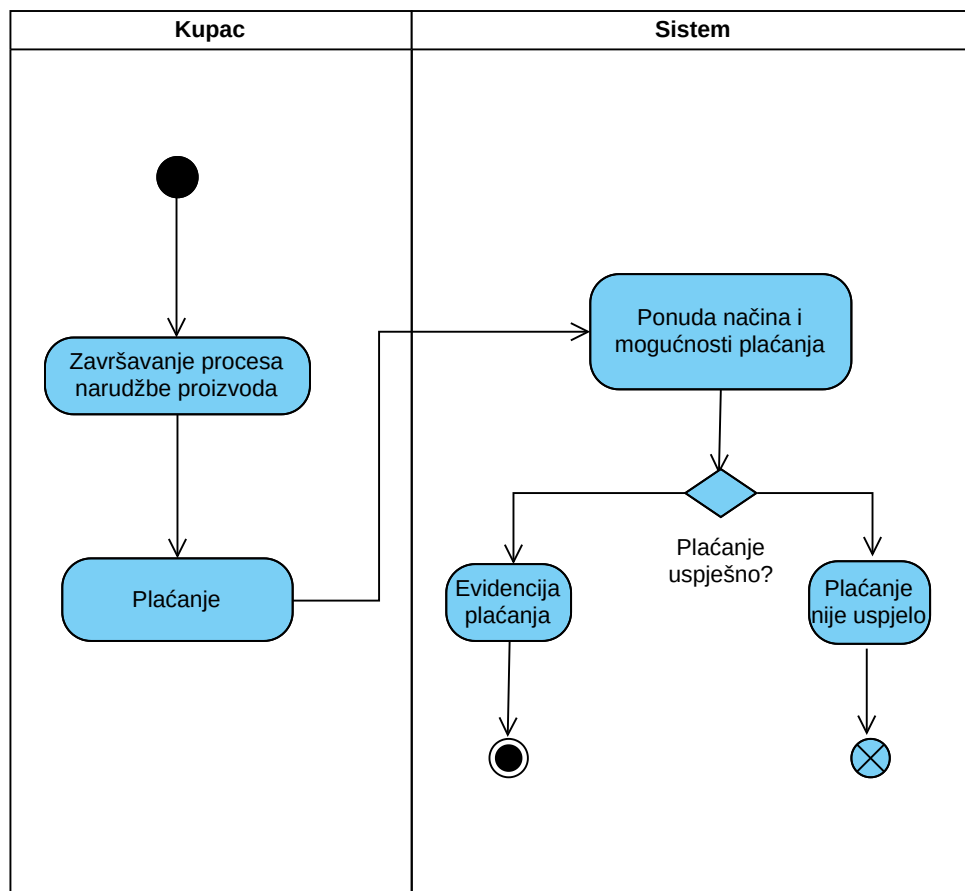 Kupac
Sistem
Završavanje procesa
narudžbe proizvoda
Plaćanje
Ponuda načina i
mogućnosti plaćanja
Plaćanje
uspješno?
Evidencija
plaćanja
Plaćanje
nije uspjelo